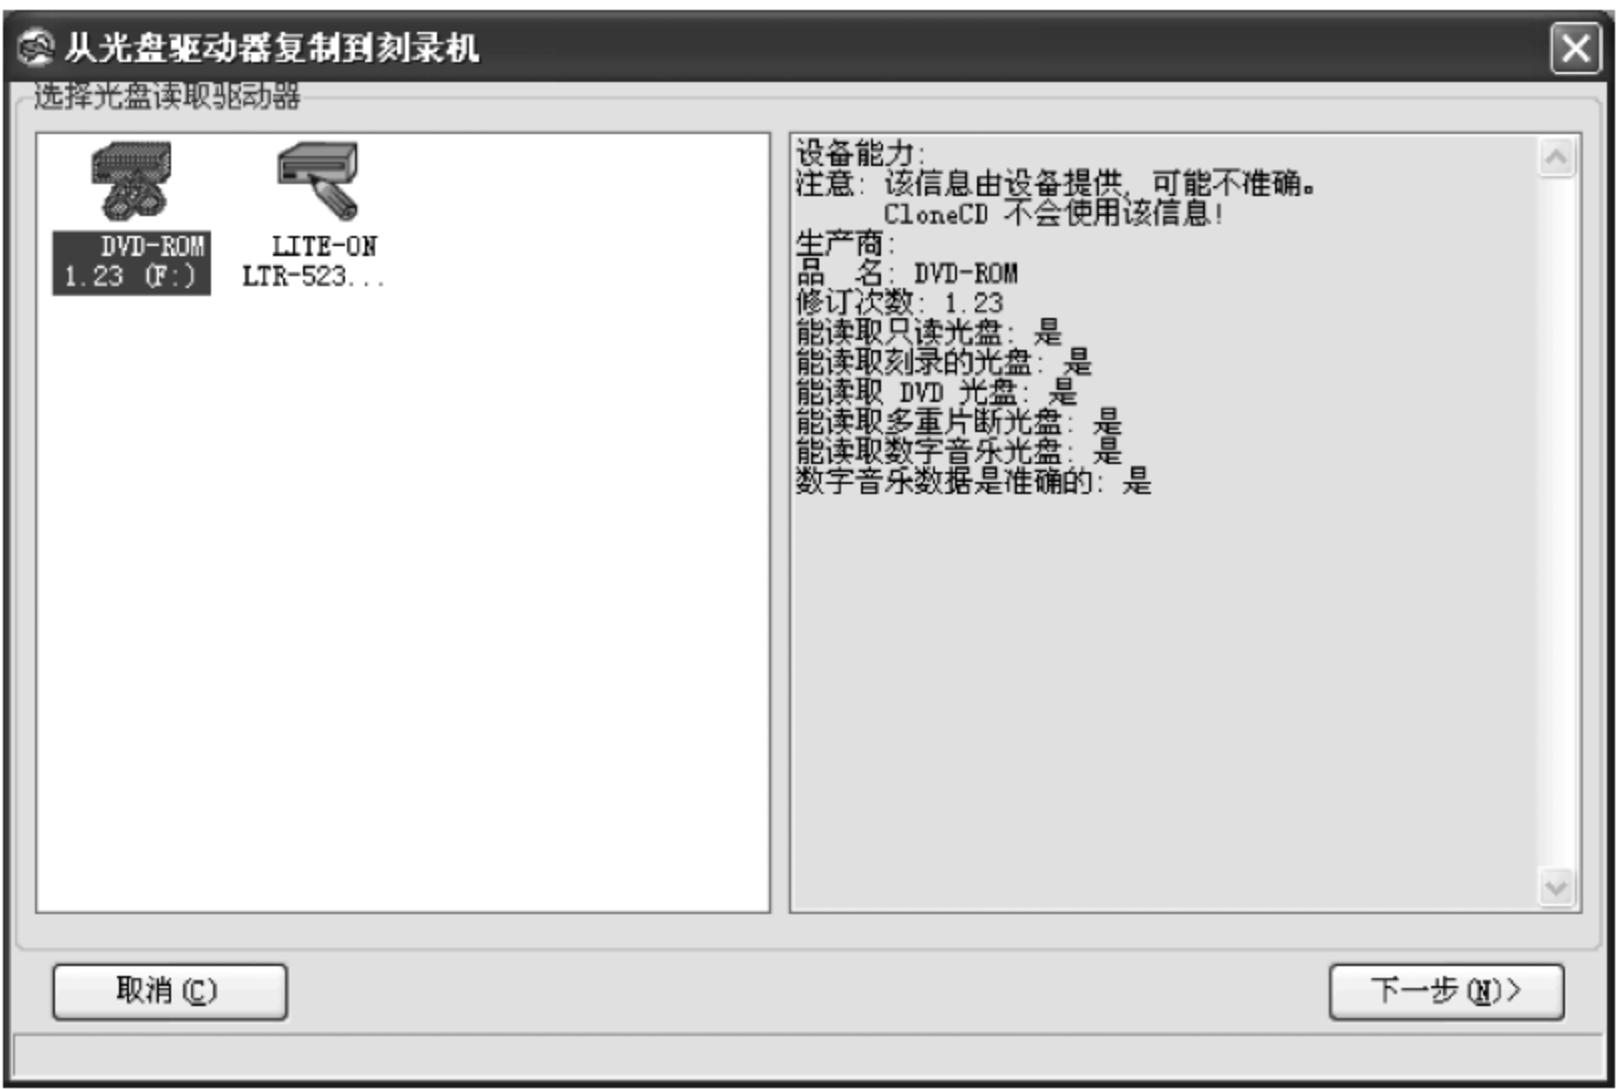 从光盘驱动器复制到刻录机
选择光盘读取驱动器
DVD-ROM
1.23 (F:)
LITE-ON
LTR-523...
设备能力:
注意: 该信息由设备提供, 可能不准确。
CloneCD 不会使用该信息!
生产商:
品 名: DVD-ROM
修订次数: 1.23
能读取只读光盘: 是
能读取刻录的光盘: 是
能读取 DVD 光盘: 是
能读取多重片断光盘: 是
能读取数字音乐光盘: 是
数字音乐数据是准确的: 是
取消(C)
下一步(N)>